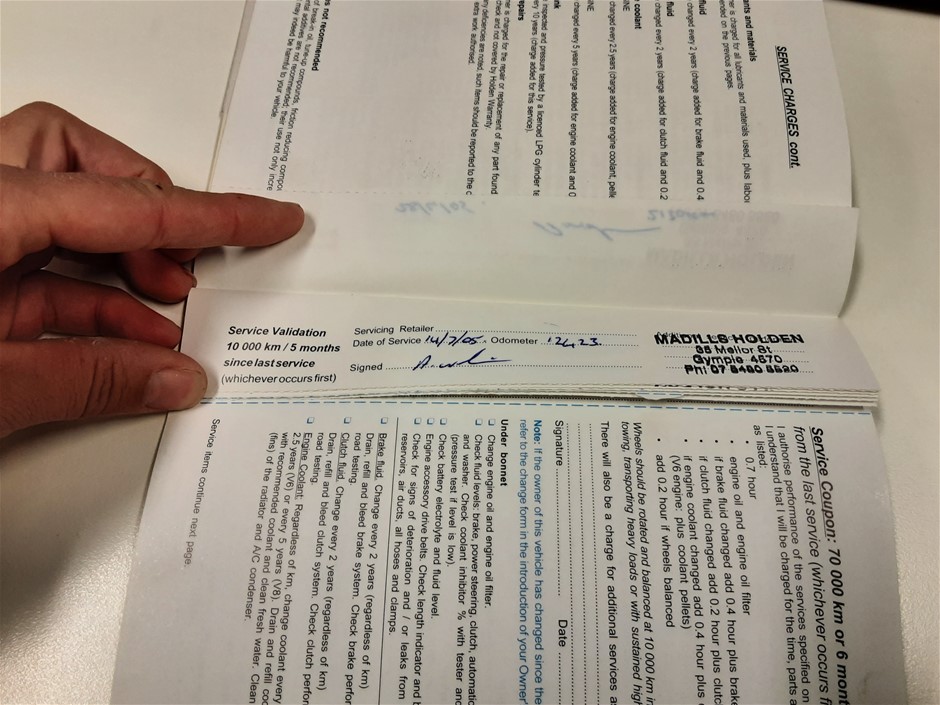 SERVICE CHARGES cont.
ants and materials
er is charged for all lubricants and materials used, plus labo
ended on the previous pages.
fluid
changed every 2 years (charge added for brake fluid and 0.4
fluid
changed every 2 years (charge added for clutch fluid and 0.2
coolant
INE
changed every 2.5 years (charge added for engine coolant, pelle
INE
changed every 5 years (charge added for engine coolant and 0
nk
inspected and pressure tested by a licenced LPG cylinder te
ry 10 years (charge added for this service).
epairs
mer is charged for the repair or replacement of any part found
check and not covered by Holden Warranty.
ny deficiencies are noted, such items should be reported to the c
extra work authorised.
es not recommended
of break-in oil, tune-up compounds, friction reducing compo
ental additives are not recommended; their use not only incre
may indeed be harmful to your vehicle.
Service Validation
10 000 km / 5 months
since last service
(whichever occurs first)
Servicing Retailer
Date of Service 14/7/05. Odometer 12423
Signed
MADILLS HOLDEN
Mellor St
Gympie 4570
Service Coupon: 70 000 km or 6 mont
from the last service (whichever occurs fi
I authorise performance of the services specified on
I understand that I will be charged for the time, parts a
as listed:
• 0.7 hour
• engine oil and engine oil filter
• if brake fluid changed add 0.4 hour plus brake
• if clutch fluid changed add 0.2 hour plus clutc
• if engine coolant changed add 0.4 hour plus
(V6 engine: plus coolant pellets)
• add 0.2 hour if wheels balanced
Wheels should be rotated and balanced at 10 000 km in
towing, transporting heavy loads or with sustained high
There will also be a charge for additional services a
Signature Date
Note: If the owner of this vehicle has changed since the
refer to the change form in the introduction of your Owner'
Under bonnet
Change engine oil and engine oil filter.
Check fluid levels: brake, power steering, clutch, automatic
and washer. Check coolant inhibitor % with tester and
(pressure test if level is low).
Check battery electrolyte and fluid level.
Engine accessory drive belts. Check length indicator and
Check for signs of deterioration and / or leaks from
reservoirs, air ducts, all hoses and clamps.
Brake fluid. Change every 2 years (regardless of km)
Drain, refill and bleed brake system. Check brake perfor
road testing.
Clutch fluid. Change every 2 years (regardless of km)
Drain, refill and bleed clutch system. Check clutch perfor
road testing.
Engine Coolant: Regardless of km, change coolant every
2.5 years (V6) or every 5 years (V8). Drain and refill coo
with recommended coolant and clean fresh water. Clean
(fins) of the radiator and A/C condenser.
Service items continue next page.